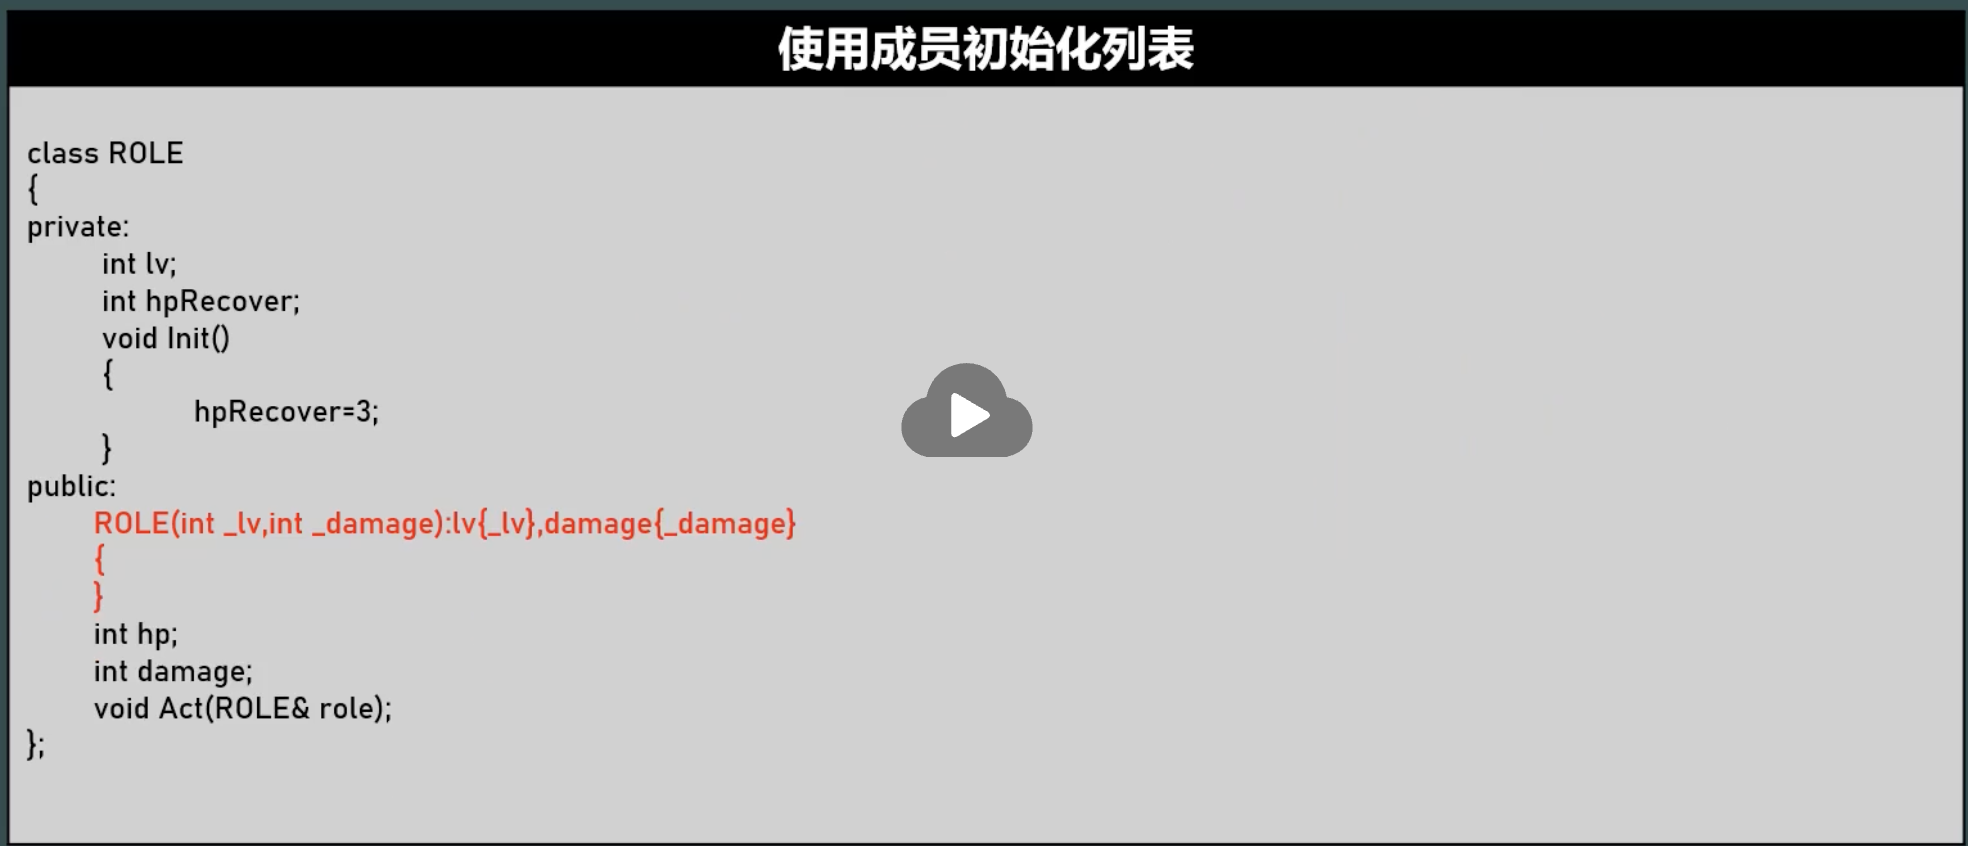 使用成员初始化列表
class ROLE
{
private:
int lv;
int hpRecover;
void Init()
{
hpRecover=3;
}
public:
ROLE(int _lv,int _damage):lv{_lv},damage{_damage}
{
}
int hp;
int damage;
void Act(ROLE& role);
};